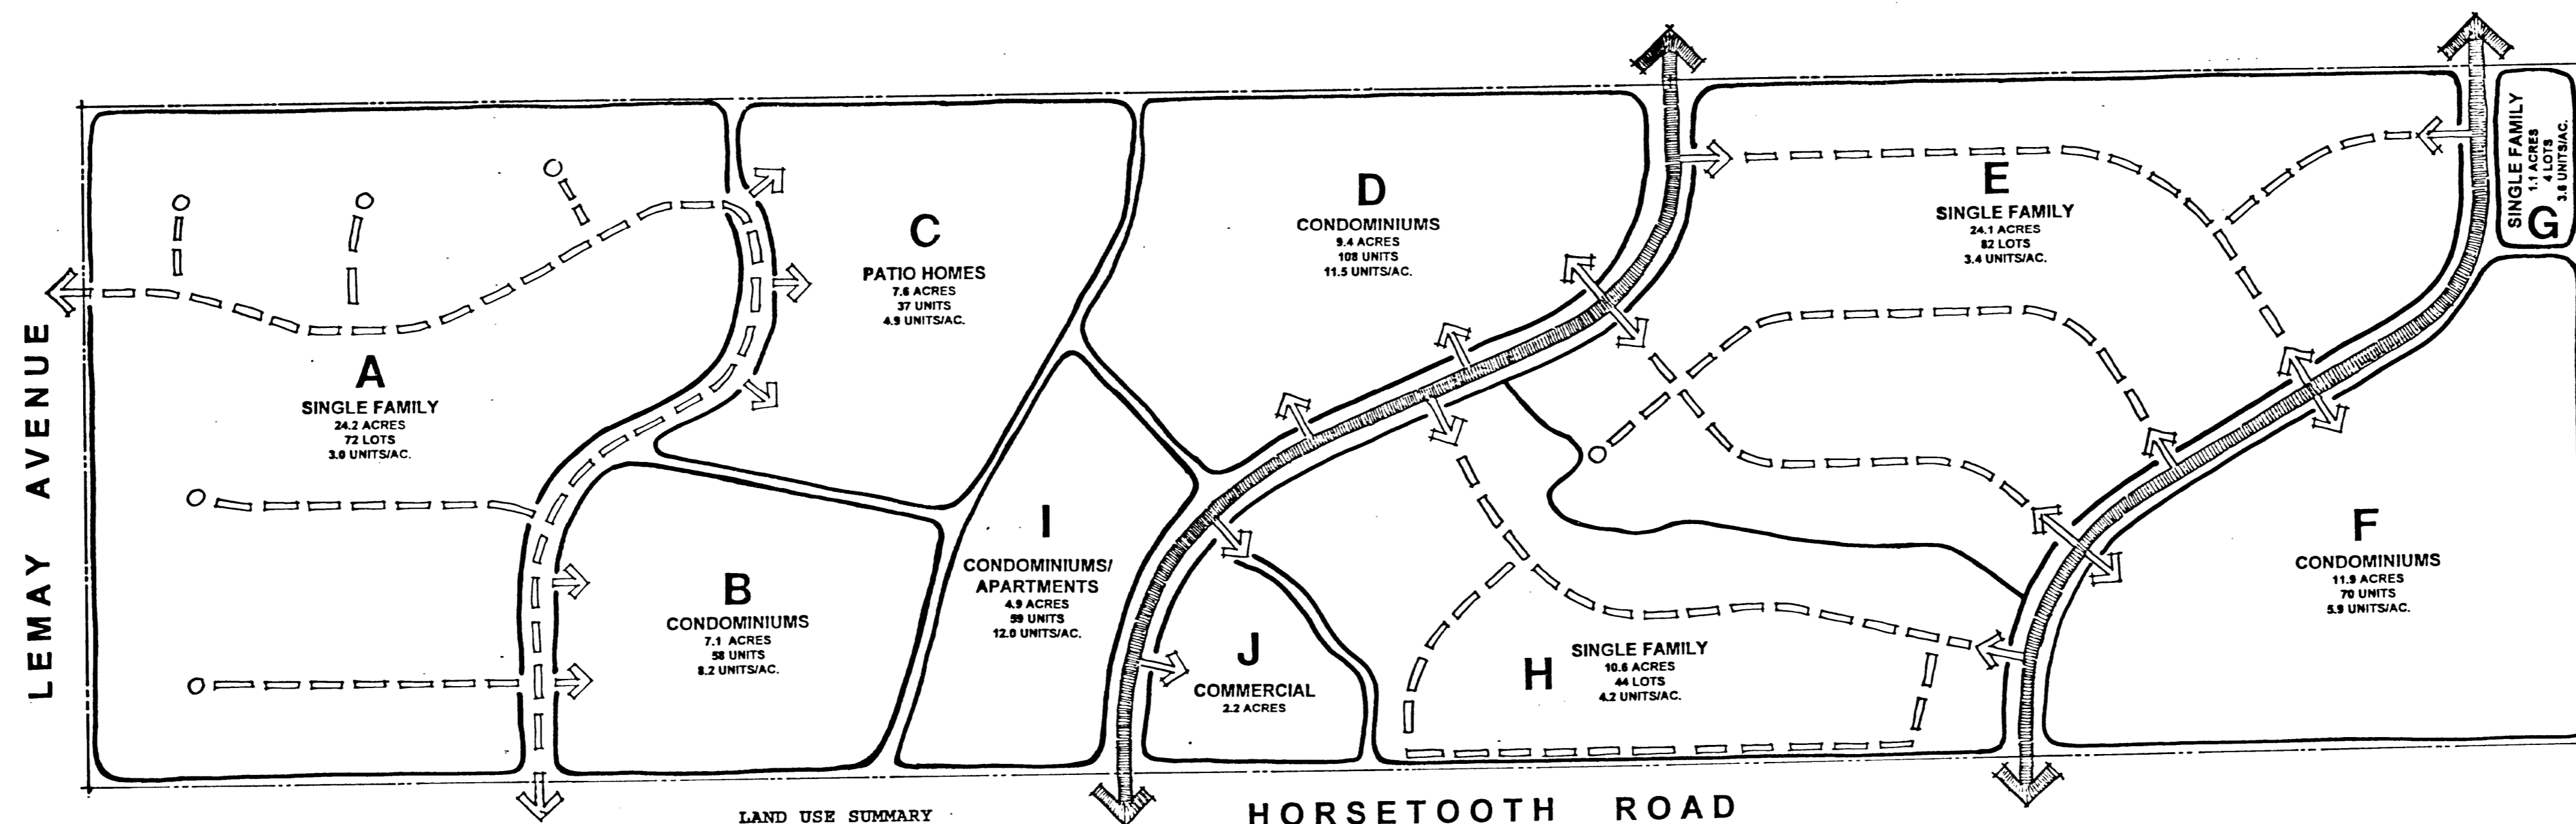 LEMAY AVENUE
A
SINGLE FAMILY
24.2 ACRES
72 LOTS
3.0 UNITS/AC.
C
PATIO HOMES
7.6 ACRES
37 UNITS
4.9 UNITS/AC.
B
CONDOMINIUMS
7.1 ACRES
58 UNITS
8.2 UNITS/AC.
I
CONDOMINIUMS/
APARTMENTS
4.9 ACRES
59 UNITS
12.0 UNITS/AC.
D
CONDOMINIUMS
9.4 ACRES
108 UNITS
11.5 UNITS/AC.
J
COMMERCIAL
2.2 ACRES
H
SINGLE FAMILY
10.6 ACRES
44 LOTS
4.2 UNITS/AC.
E
SINGLE FAMILY
24.1 ACRES
82 LOTS
3.4 UNITS/AC.
F
CONDOMINIUMS
11.9 ACRES
70 UNITS
5.9 UNITS/AC.
SINGLE FAMILY
1.1 ACRES
4 LOTS
3.6 UNITS/AC.
G
LAND USE SUMMARY
HORSETOOTH ROAD